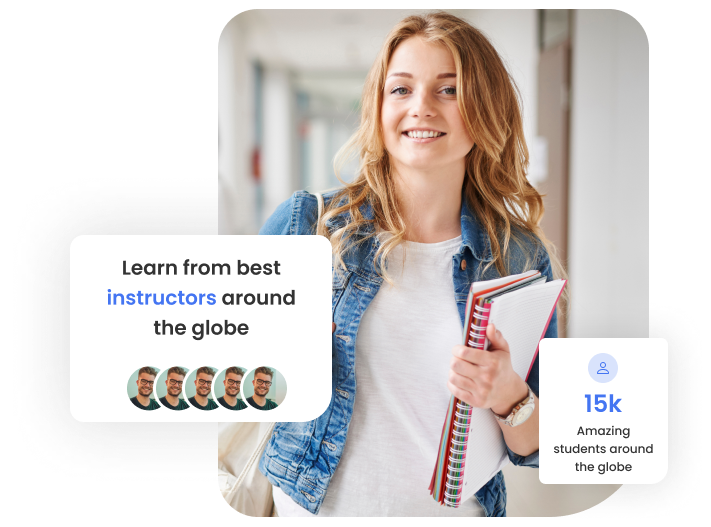 Learn from best
instructors around
the globe
15k
Amazing
students around
the globe